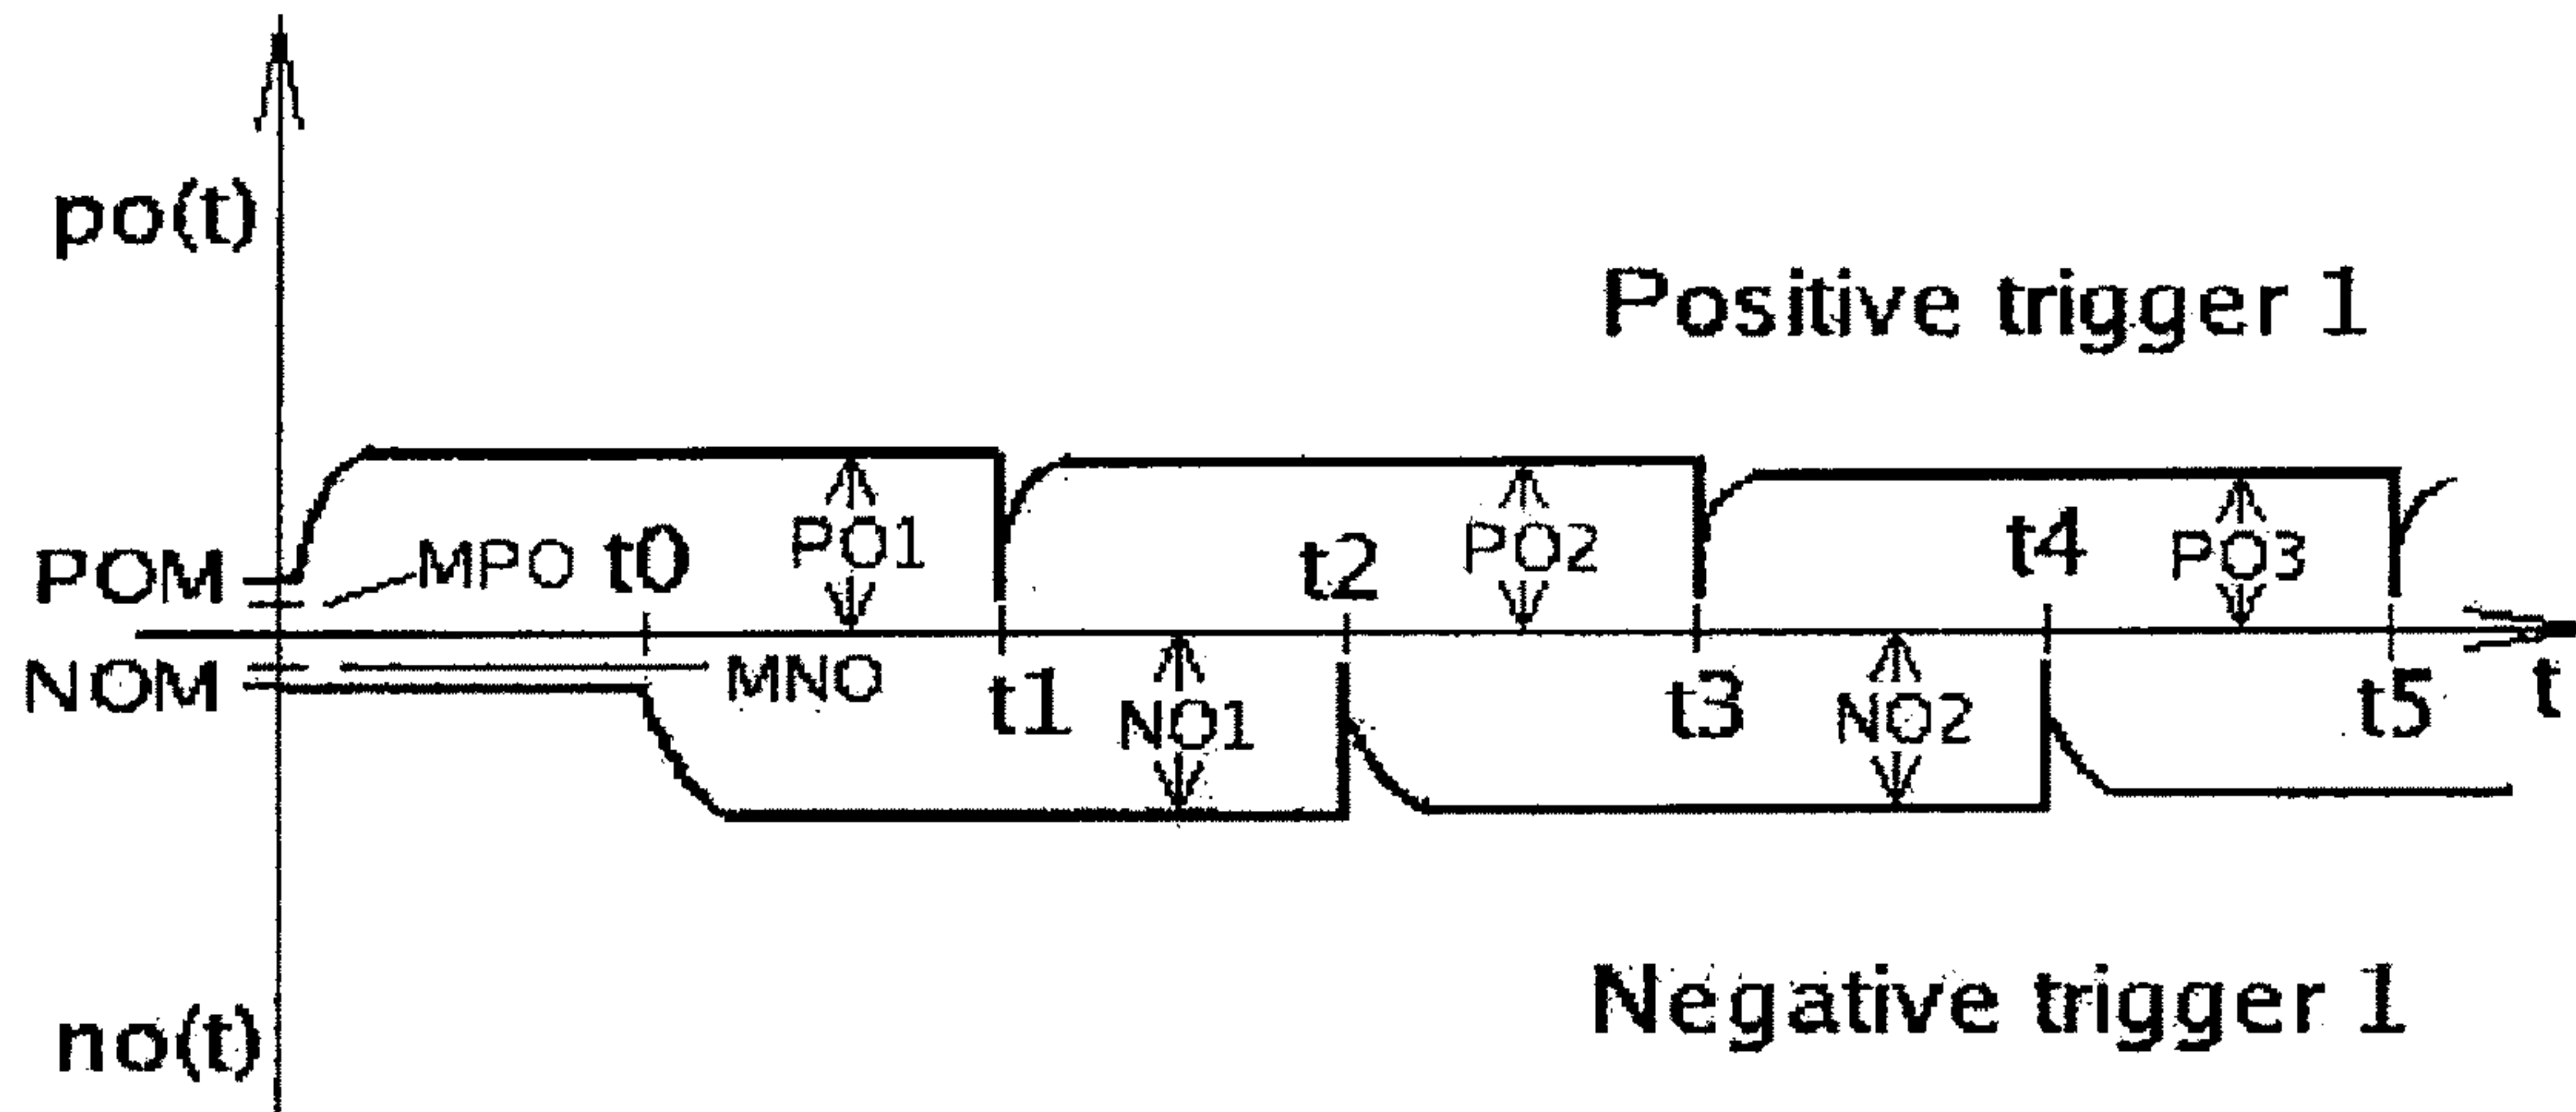 po(t)
Positive trigger 1
POM
MPO
t0
PO1
t2
PO2
t4
PO3
NOM
MNO
t1
NO1
t3
NO2
t5
t
no(t)
Negative trigger 1